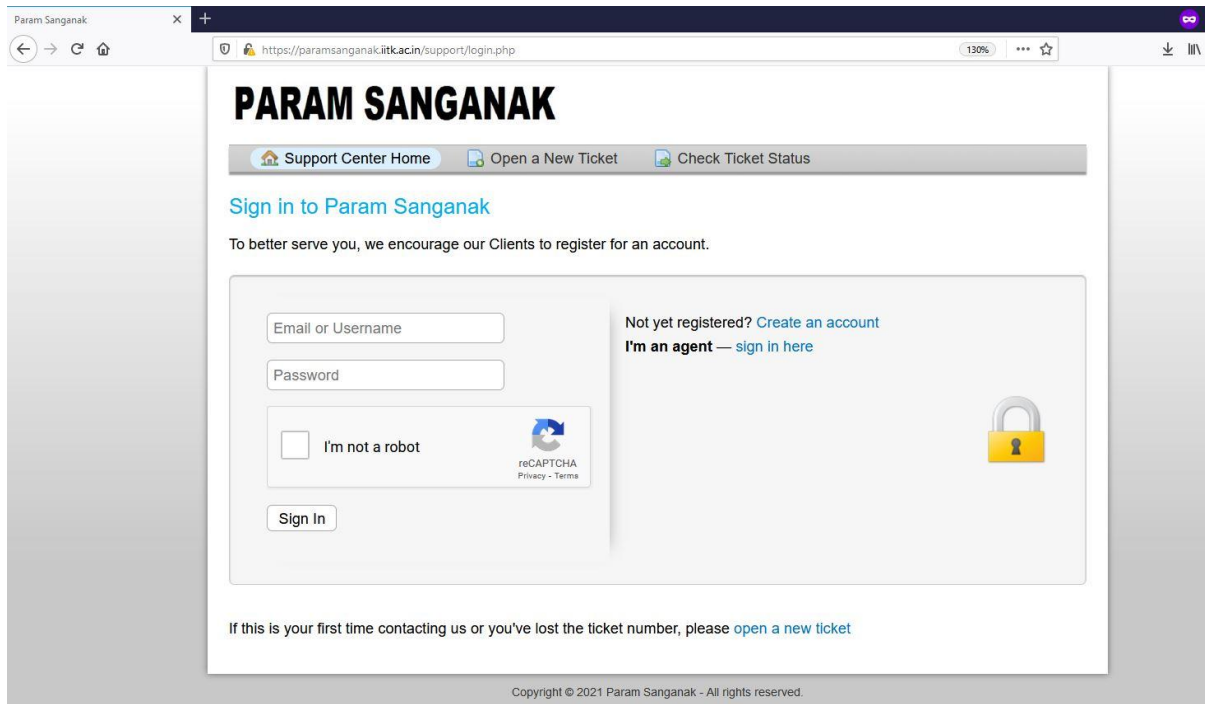 Param Sanganak
https://paramsanganak.iitk.ac.in/support/login.php
130%
PARAM SANGANAK
Support Center Home Open a New Ticket Check Ticket Status
Sign in to Param Sanganak
To better serve you, we encourage our Clients to register for an account.
Email or Username
Password
I'm not a robot
reCAPTCHA
Privacy - Terms
Sign In
Not yet registered? Create an account
I'm an agent — sign in here
If this is your first time contacting us or you've lost the ticket number, please open a new ticket
Copyright © 2021 Param Sanganak - All rights reserved.